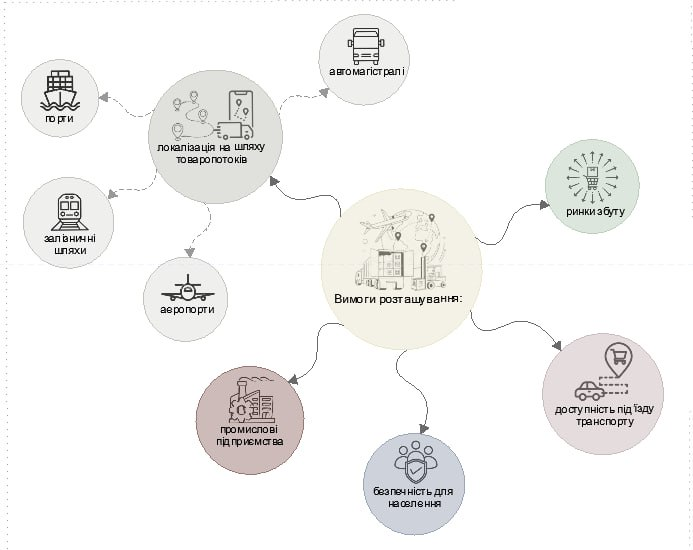 автомагістралі
порти
локалізація на шляху
товаропотоків
ринки збуту
залізничні
шляхи
аеропорти
Вимоги розташування:
доступність під'їзду
транспорту
промислові
підприємства
безпечність для
населення